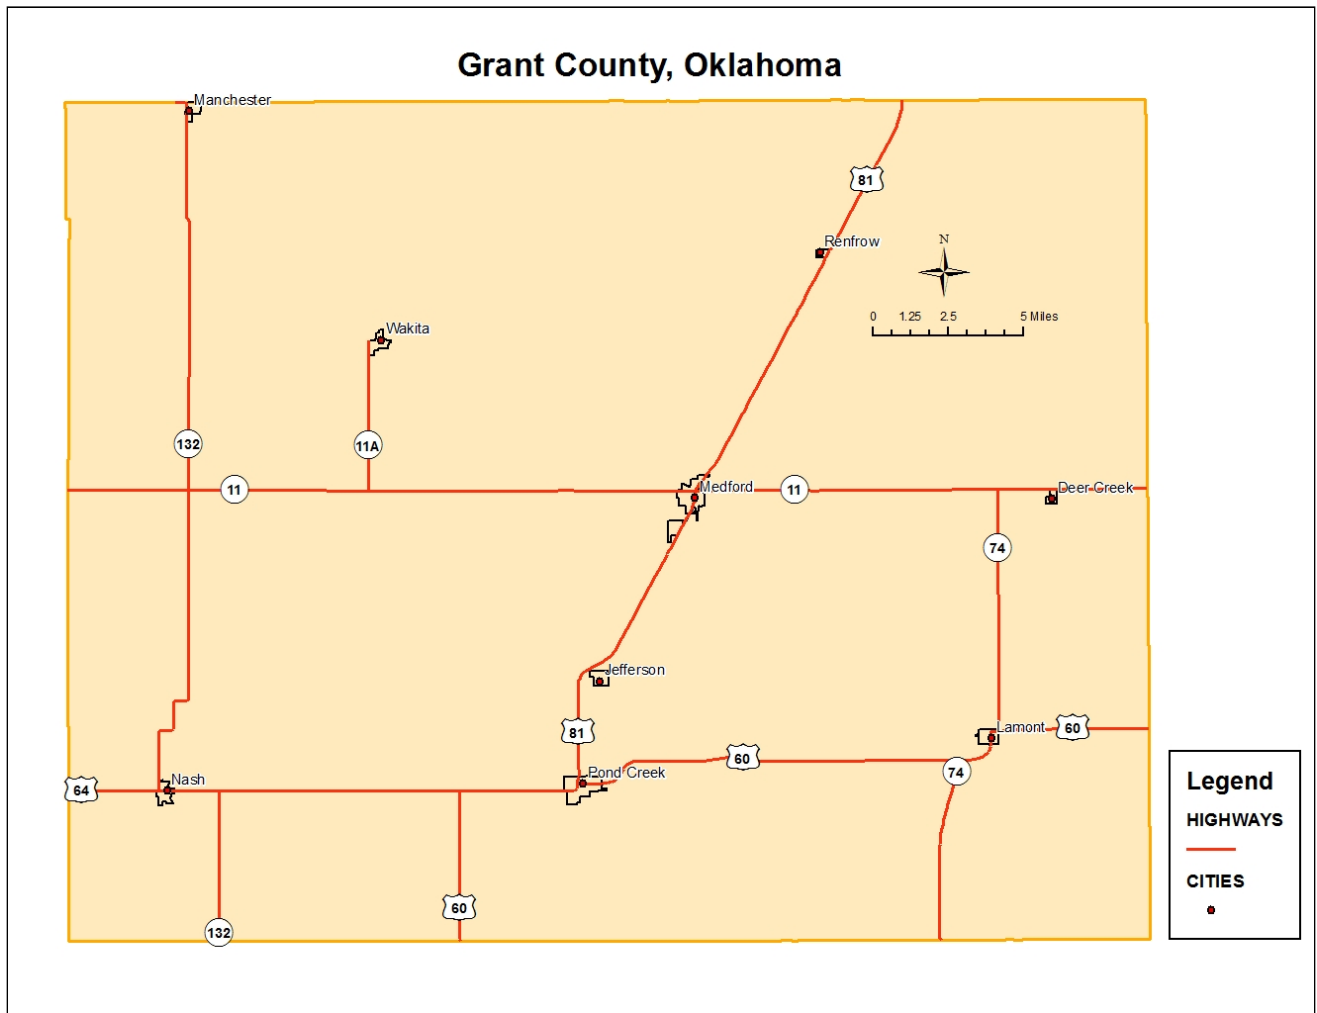 Grant County, Oklahoma
Manchester
81
Renfrow
N
0 1.25 2.5 5 Miles
Wakita
132
11A
11
Medford
11
Deer Creek
74
Jefferson
81
Lamont
60
60
74
Pond Creek
64
Nash
60
132
Legend
HIGHWAYS
CITIES